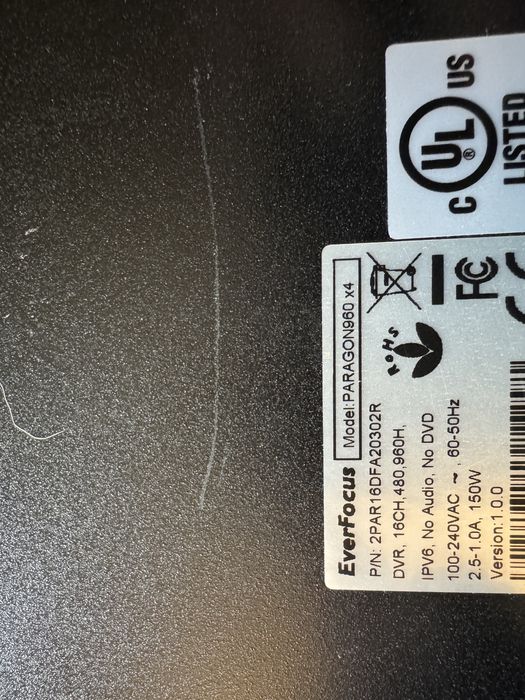 C UL US
®
LISTED
EverFocus Model:PARAGON960 x4
P/N: 2PAR16DFA20302R
DVR, 16CH,480,960H,
IPV6, No Audio, No DVD
100-240VAC ~ , 60-50Hz
2.5-1.0A, 150W
Version:1.0.0
RoHS
FC